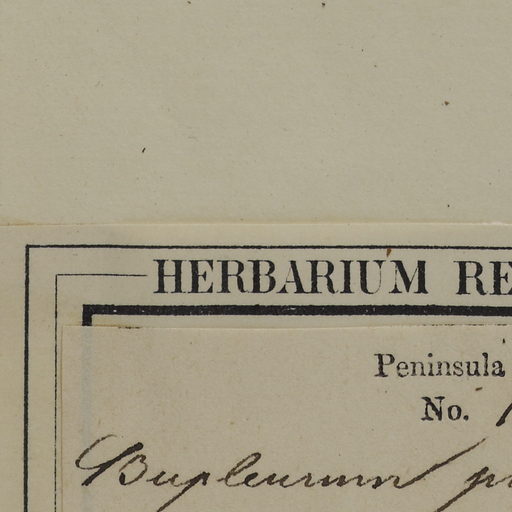 HERBARIUM RE
Peninsula
No.
Bupleurum